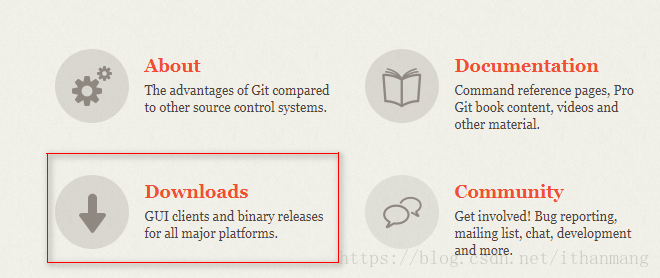 About
The advantages of Git compared
to other source control systems.
Documentation
Command reference pages, Pro
Git book content, videos and
other material.
Downloads
GUI clients and binary releases
for all major platforms.
Community
Get involved! Bug reporting,
mailing list, chat, development
and more.
https://blog.csdn.net/ithanmang